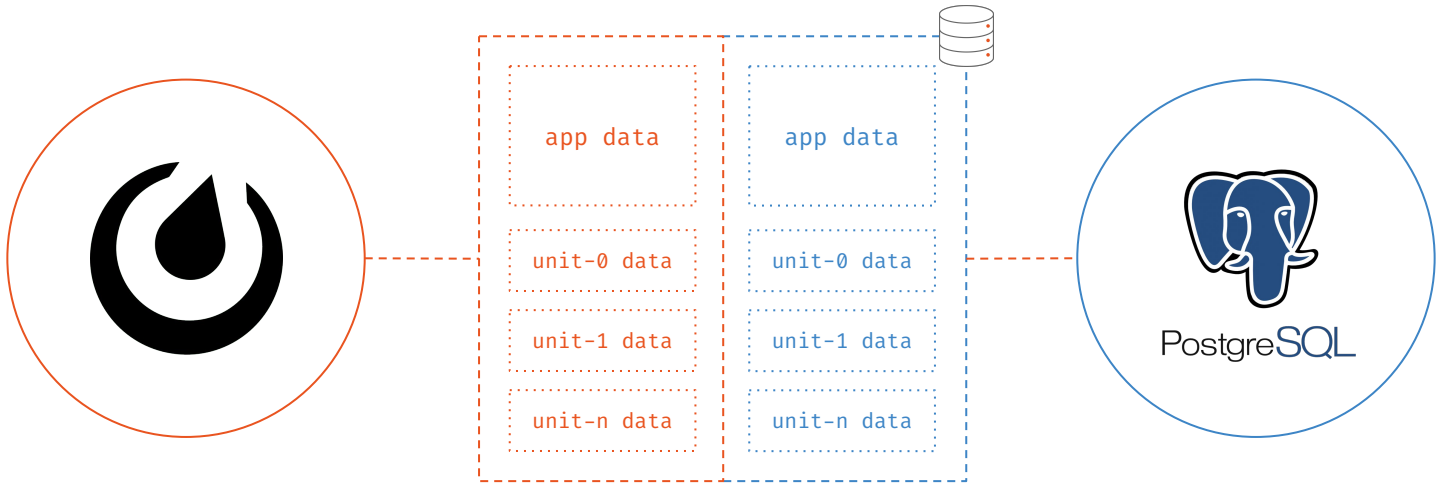 app data
app data
unit-0 data
unit-0 data
unit-1 data
unit-1 data
unit-n data
unit-n data
PostgreSQL